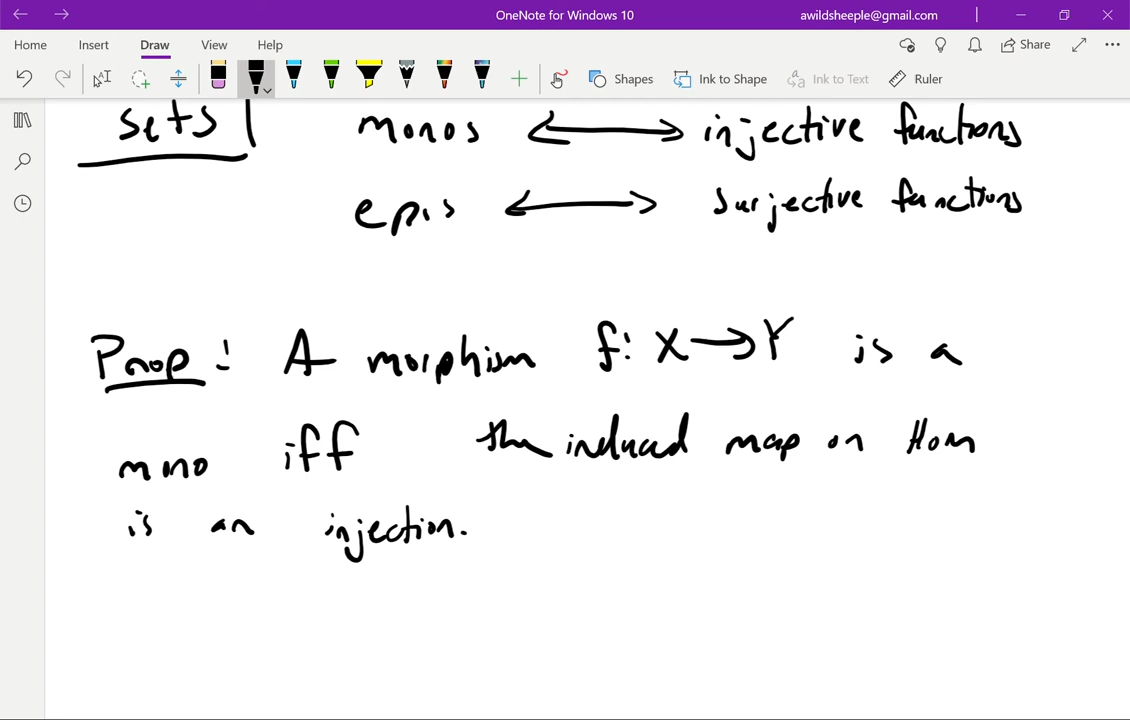 OneNote for Windows 10
awildsheeple@gmail.com
Home Insert Draw View Help
Share
Shapes Ink to Shape Ink to Text Ruler
sets monos ⟷ injective functions
epis ⟷ surjective functions
Prop: A morphism f: X→Y is a
mno iff the induced map on Hom
is an injection.